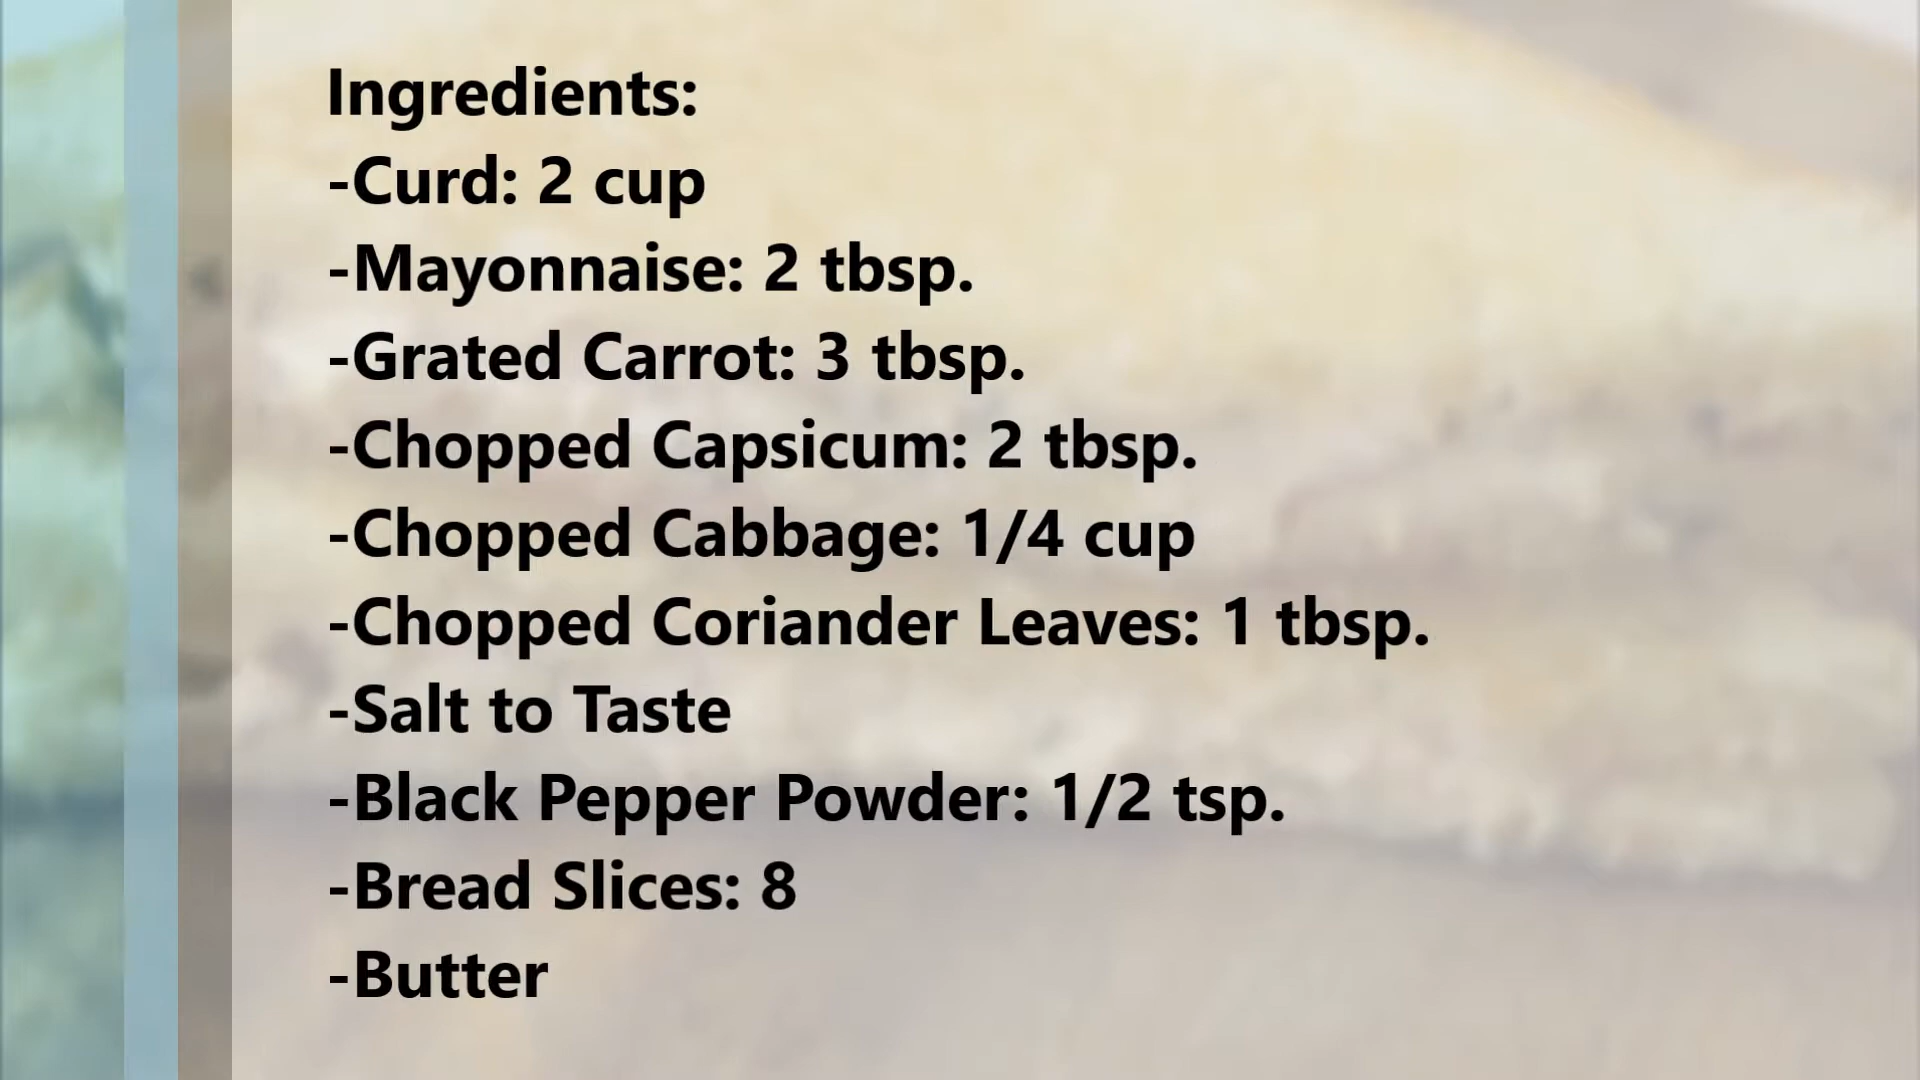 Ingredients:
-Curd: 2 cup
-Mayonnaise: 2 tbsp.
-Grated Carrot: 3 tbsp.
-Chopped Capsicum: 2 tbsp.
-Chopped Cabbage: 1/4 cup
-Chopped Coriander Leaves: 1 tbsp.
-Salt to Taste
-Black Pepper Powder: 1/2 tsp.
-Bread Slices: 8
-Butter